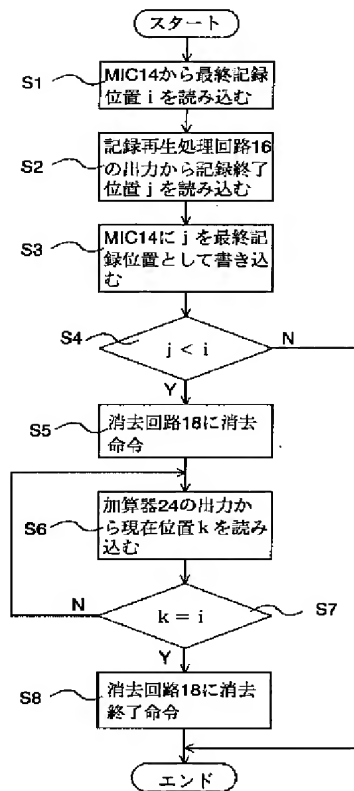 スタート
S1
MIC14から最終記録
位置iを読み込む
S2
記録再生処理回路16
の出力から記録終了
位置jを読み込む
S3
MIC14にjを最終記
録位置として書き込
む
S4
j < i
N
Y
S5
消去回路18に消去
命令
S6
加算器24の出力か
ら現在位置kを読み
込む
N
k = i
S7
Y
S8
消去回路18に消去
終了命令
エンド